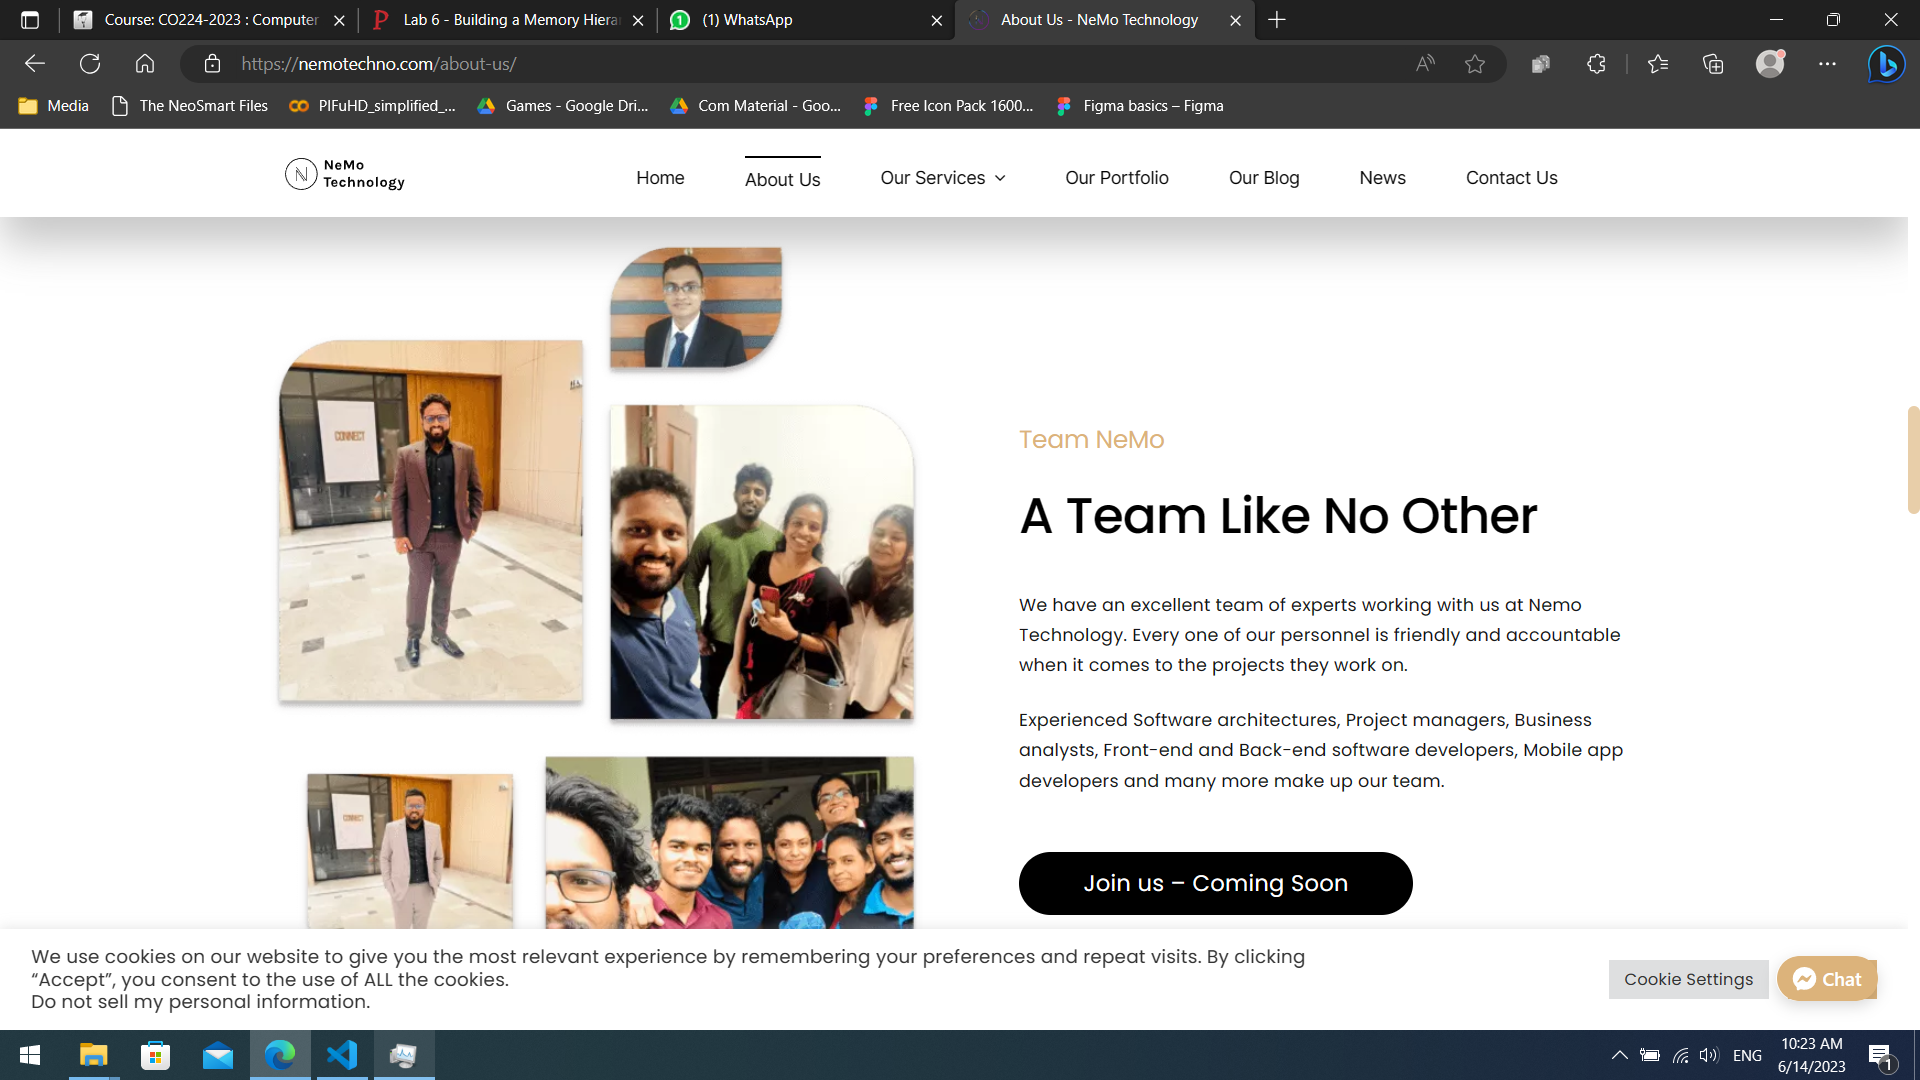 Course: CO224-2023 : Computer
Lab 6 - Building a Memory Hierar
(1) WhatsApp
About Us - NeMo Technology
https://nemotechno.com/about-us/
Media
The NeoSmart Files
PIFuHD_simplified_...
Games - Google Dri...
Com Material - Goo...
Free Icon Pack 1600...
Figma basics – Figma
NeMo
Technology
Home
About Us
Our Services
Our Portfolio
Our Blog
News
Contact Us
CONNECT
CONNECT
Team NeMo
A Team Like No Other
We have an excellent team of experts working with us at Nemo
Technology. Every one of our personnel is friendly and accountable
when it comes to the projects they work on.
Experienced Software architectures, Project managers, Business
analysts, Front-end and Back-end software developers, Mobile app
developers and many more make up our team.
Join us – Coming Soon
We use cookies on our website to give you the most relevant experience by remembering your preferences and repeat visits. By clicking
“Accept”, you consent to the use of ALL the cookies.
Do not sell my personal information.
Cookie Settings
Chat
ENG
10:23 AM
6/14/2023
1